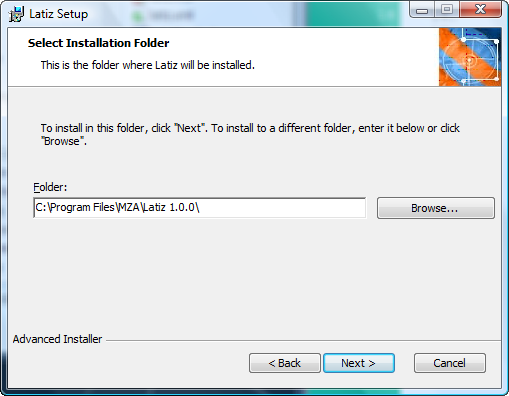 Latiz Setup
Select Installation Folder
This is the folder where Latiz will be installed.
To install in this folder, click "Next". To install to a different folder, enter it below or click
"Browse".
Folder:
C:\Program Files\MZA\Latiz 1.0.0\
Browse...
Advanced Installer
< Back
Next >
Cancel